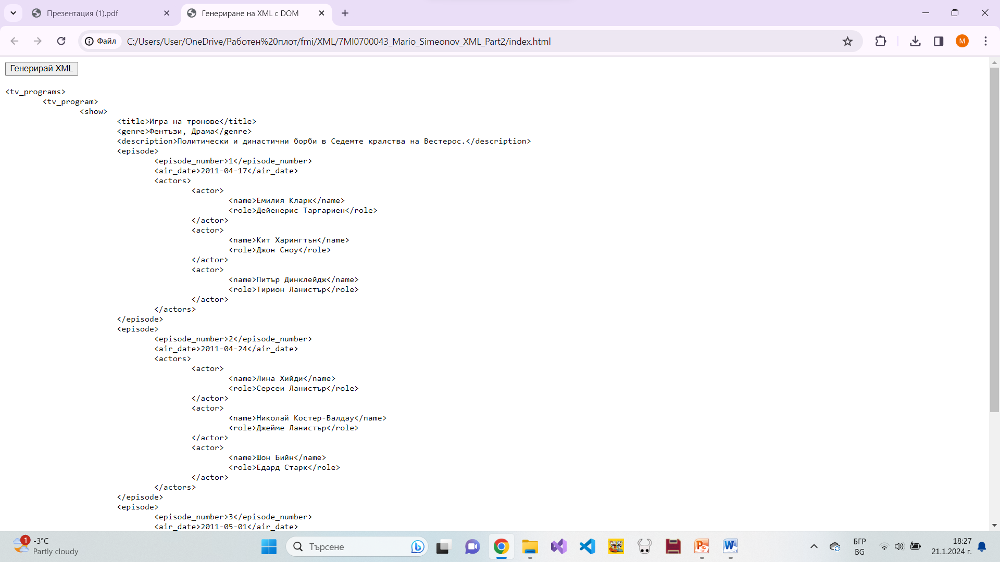 Презентация (1).pdf
Генериране на XML с DOM
Файл
C:/Users/User/OneDrive/Работен%20плот/fmi/XML/7MI0700043_Mario_Simeonov_XML_Part2/index.html
M
Генерирай XML
<tv_programs>
<tv_program>
<show>
<title>Игра на тронове</title>
<genre>Фентъзи, Драма</genre>
<description>Политически и династични борби в Седемте кралства на Вестерос.</description>
<episode>
<episode_number>1</episode_number>
<air_date>2011-04-17</air_date>
<actors>
<actor>
<name>Емилия Кларк</name>
<role>Дейенерис Таргариен</role>
</actor>
<actor>
<name>Кит Харингтън</name>
<role>Джон Сноу</role>
</actor>
<actor>
<name>Питър Динклейдж</name>
<role>Тирион Ланистър</role>
</actor>
</actors>
</episode>
<episode>
<episode_number>2</episode_number>
<air_date>2011-04-24</air_date>
<actors>
<actor>
<name>Лина Хийди</name>
<role>Серсеи Ланистър</role>
</actor>
<actor>
<name>Николай Костер-Валдау</name>
<role>Джейме Ланистър</role>
</actor>
<actor>
<name>Шон Бийн</name>
<role>Едард Старк</role>
</actor>
</actors>
</episode>
<episode>
<episode_number>3</episode_number>
<air_date>2011-05-01</air_date>
1
-3°C
Partly cloudy
Търсене
БГР
BG
18:27
21.1.2024 г.